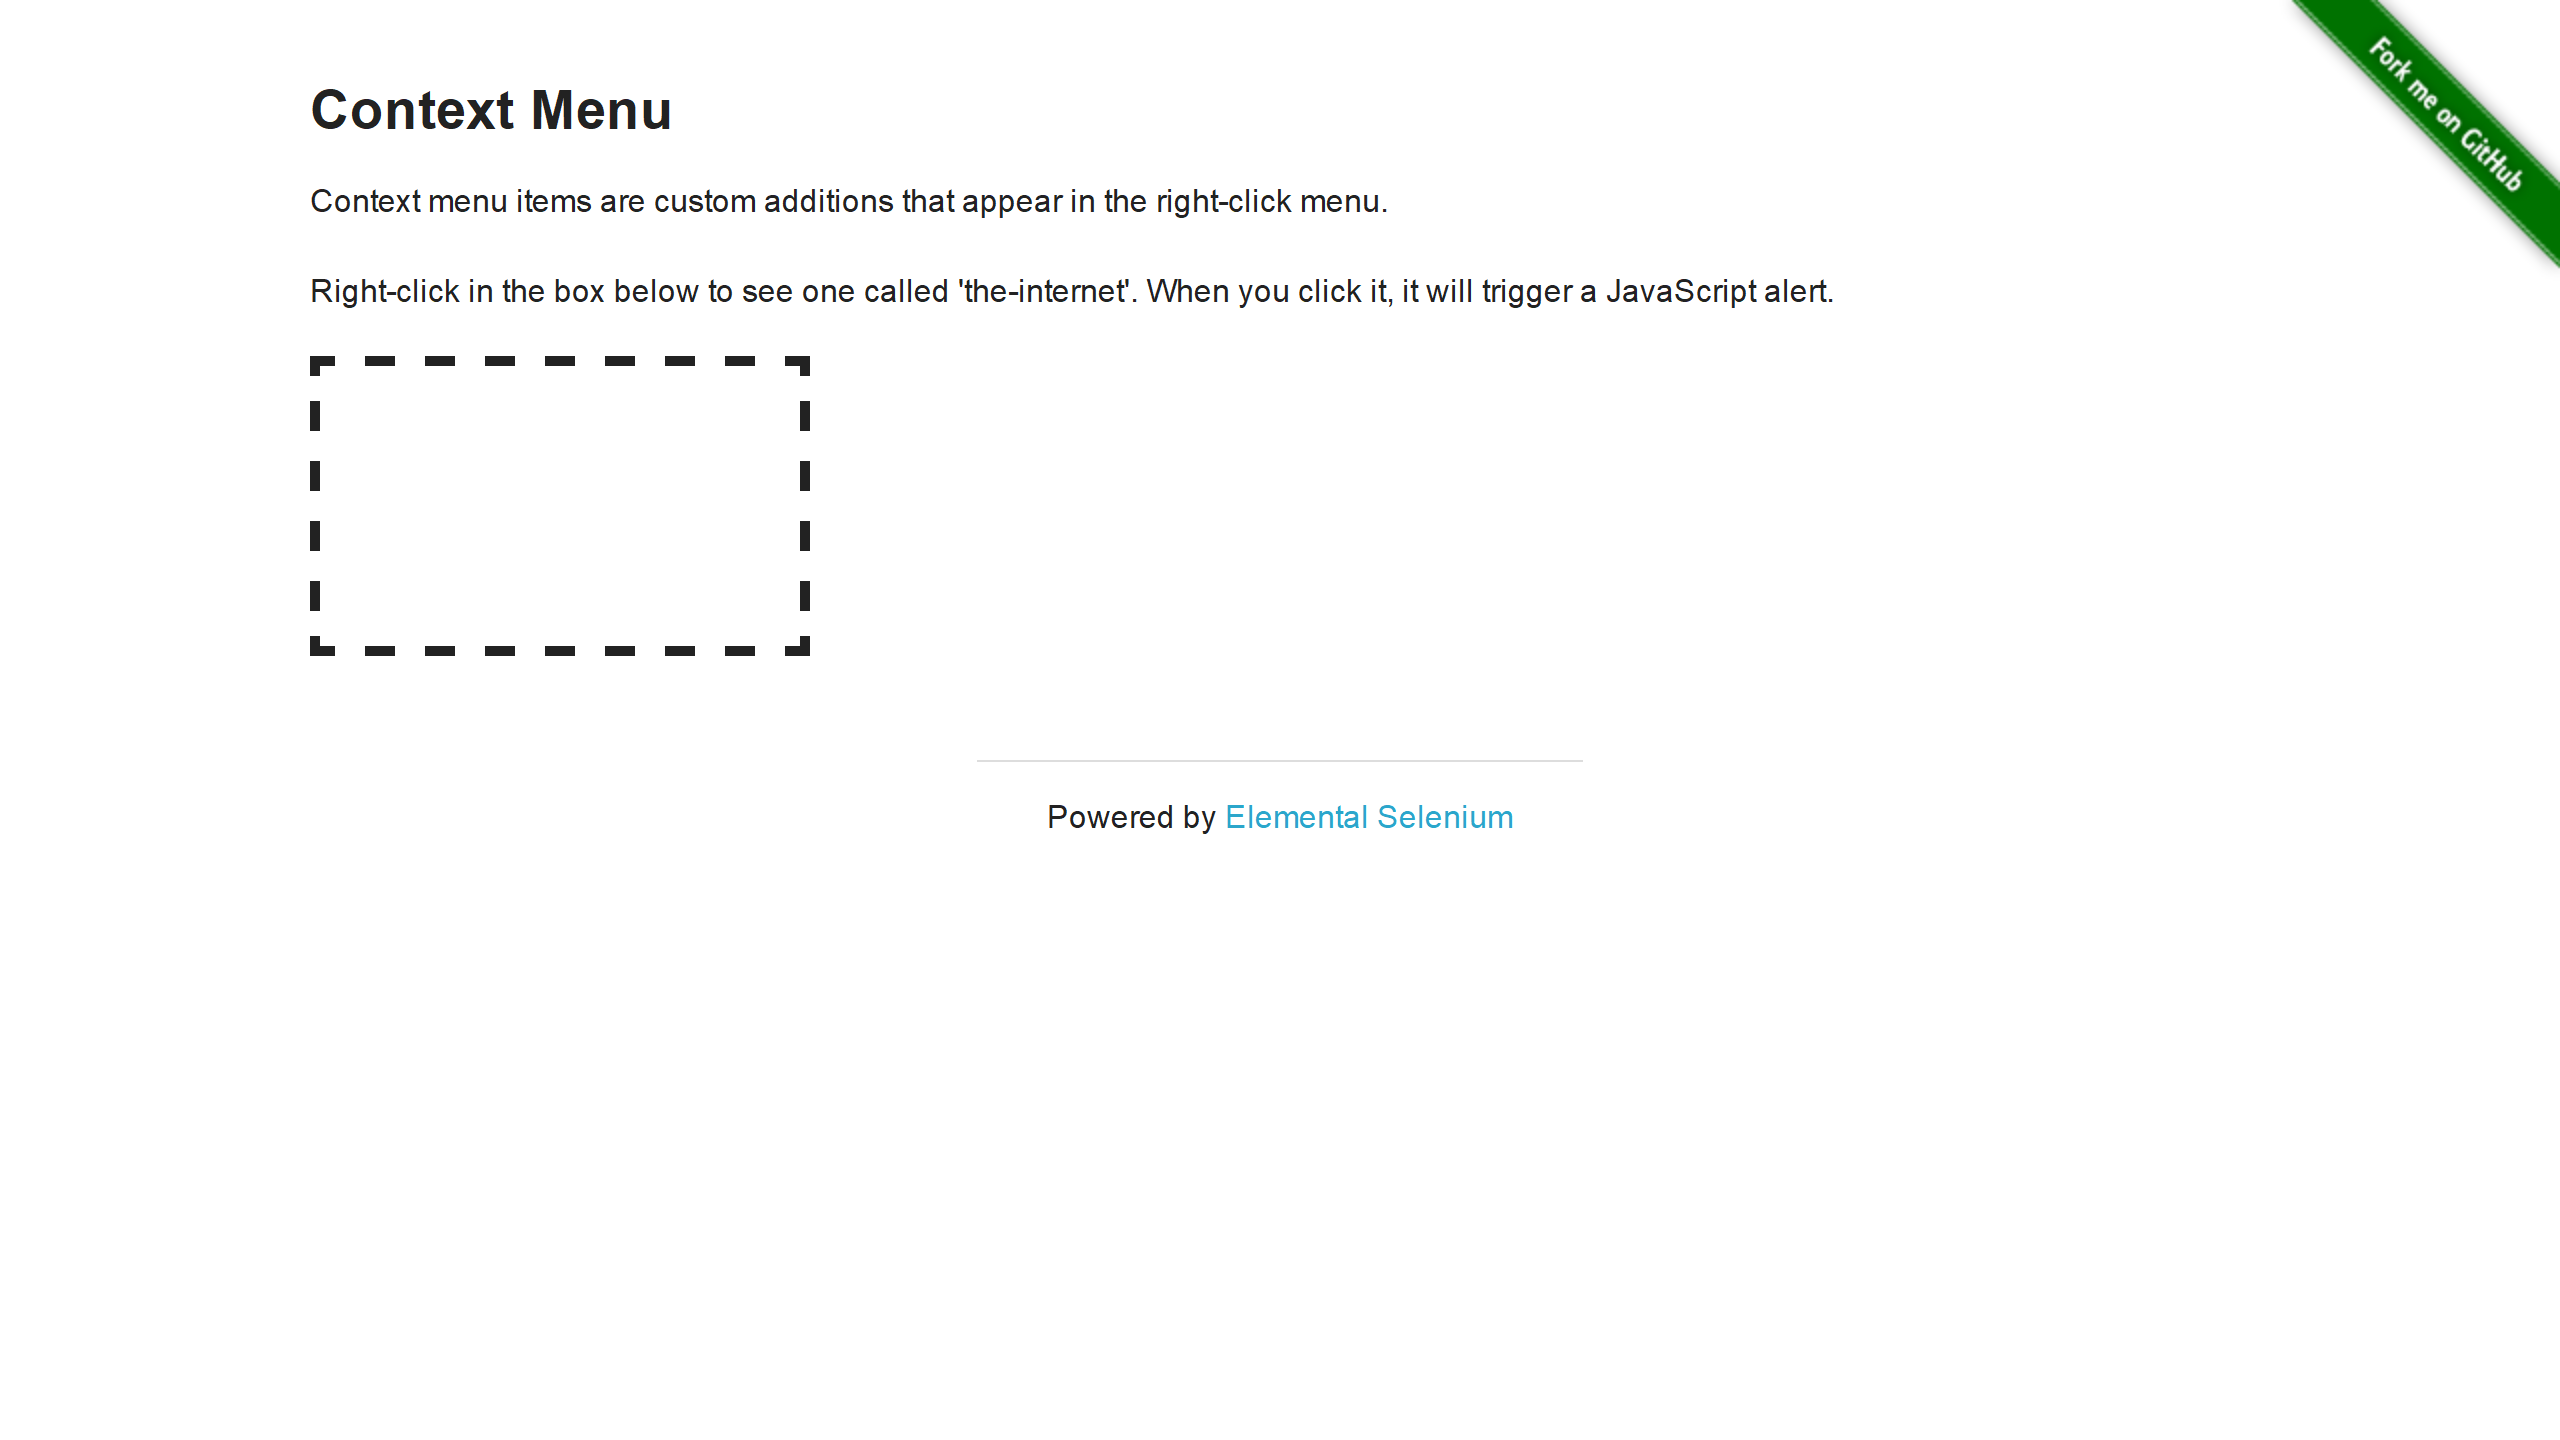 Fork me on GitHub
Context Menu
Context menu items are custom additions that appear in the right-click menu.
Right-click in the box below to see one called 'the-internet'. When you click it, it will trigger a JavaScript alert.
Powered by Elemental Selenium